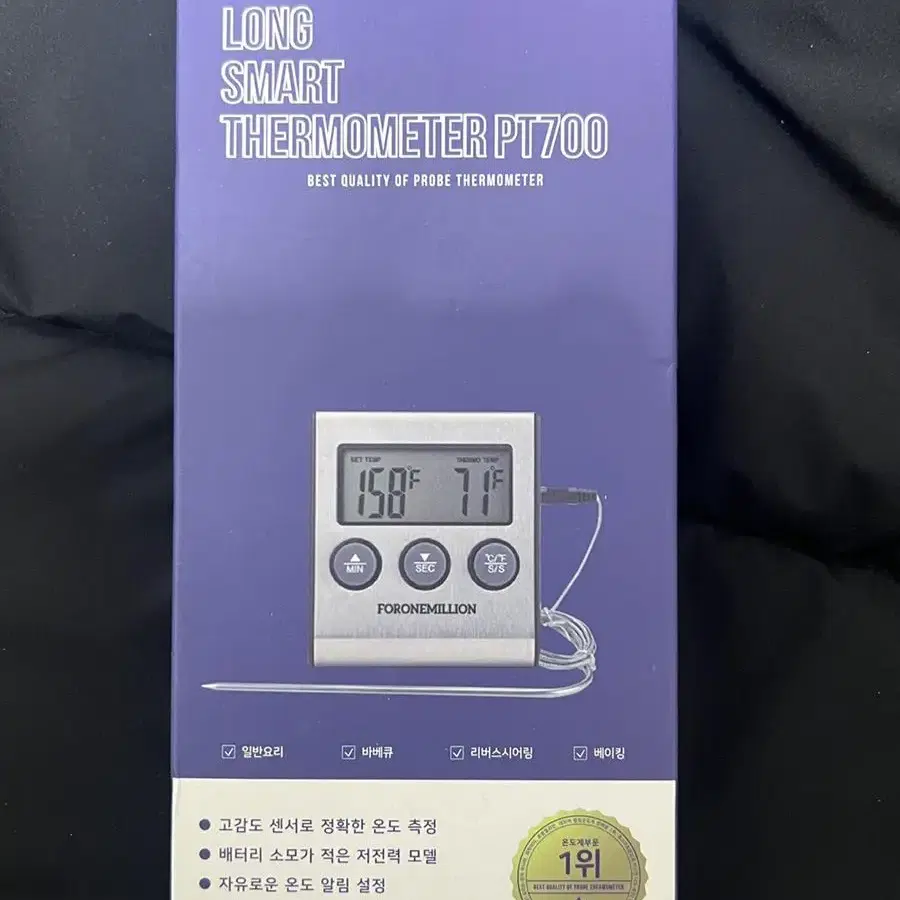 LONG
SMART
THERMOMETER PT700
BEST QUALITY OF PROBE THERMOMETER
SET TEMP THERMO TEMP
158°F 71°F
▲ ▼ °C/°F
MIN SEC S/S
FORONEMILLION
일반요리 바베큐 리버스시어링 베이킹
● 고감도 센서로 정확한 온도 측정
● 배터리 소모가 적은 저전력 모델
● 자유로운 온도 알림 설정
온도계부문
1위
BEST QUALITY OF PROBE THERMOMETER